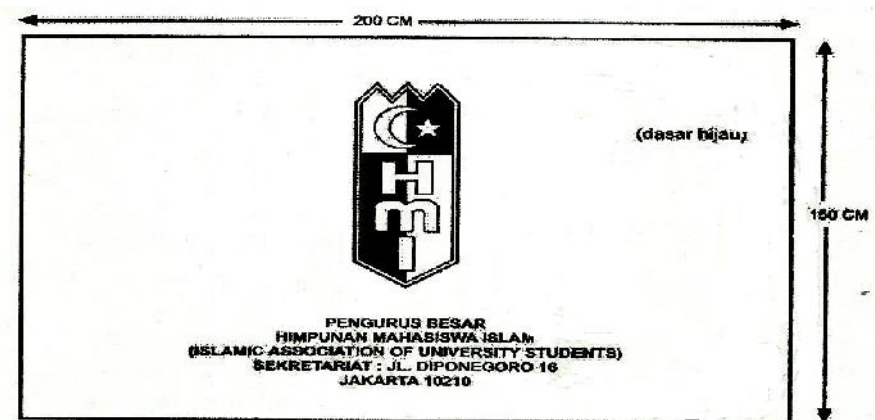 200 CM
(dasar hijau)
150 CM
HMI
PENGURUS BESAR
HIMPUNAN MAHASISWA ISLAM
(ISLAMIC ASSOCIATION OF UNIVERSITY STUDENTS)
SEKRETARIAT : JL. DIPONEGORO 16
JAKARTA 10210